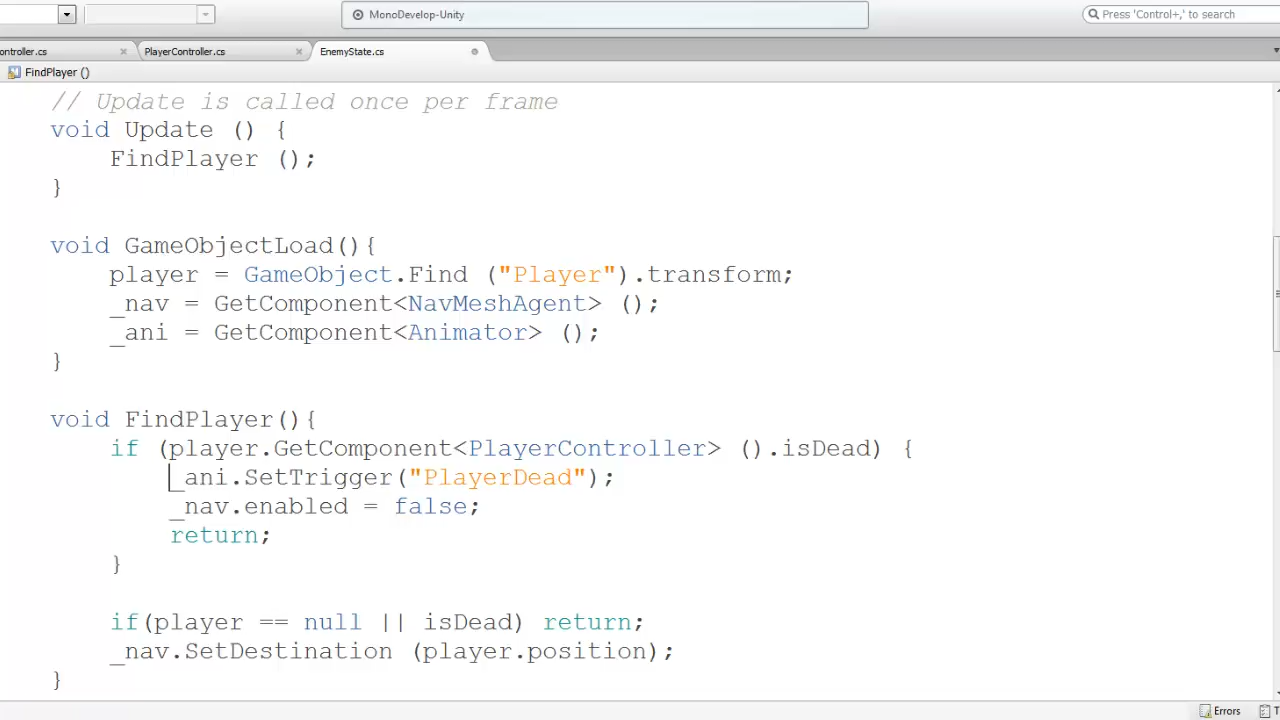 MonoDevelop-Unity
Press 'Control+,' to search
ontroller.cs
PlayerController.cs
EnemyState.cs
FindPlayer ()
// Update is called once per frame
void Update () {
FindPlayer ();
}
void GameObjectLoad(){
player = GameObject.Find ("Player").transform;
_nav = GetComponent<NavMeshAgent> ();
_ani = GetComponent<Animator> ();
}
void FindPlayer(){
if (player.GetComponent<PlayerController> ().isDead) {
_ani.SetTrigger("PlayerDead");
_nav.enabled = false;
return;
}
if(player == null || isDead) return;
_nav.SetDestination (player.position);
}
Errors
T